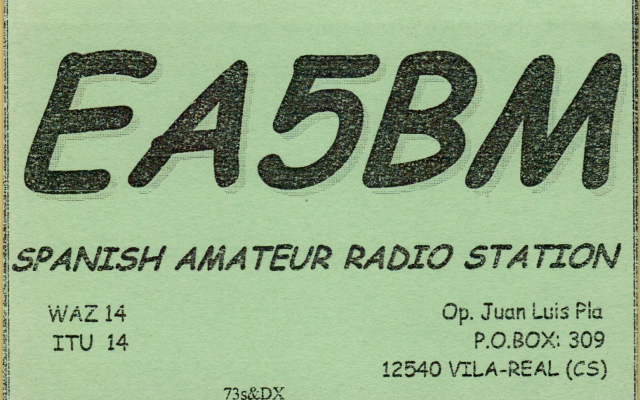 EA5BM
SPANISH AMATEUR RADIO STATION
WAZ 14
ITU 14
Op. Juan Luis Pla
P.O.BOX: 309
12540 VILA-REAL (CS)
73s&DX